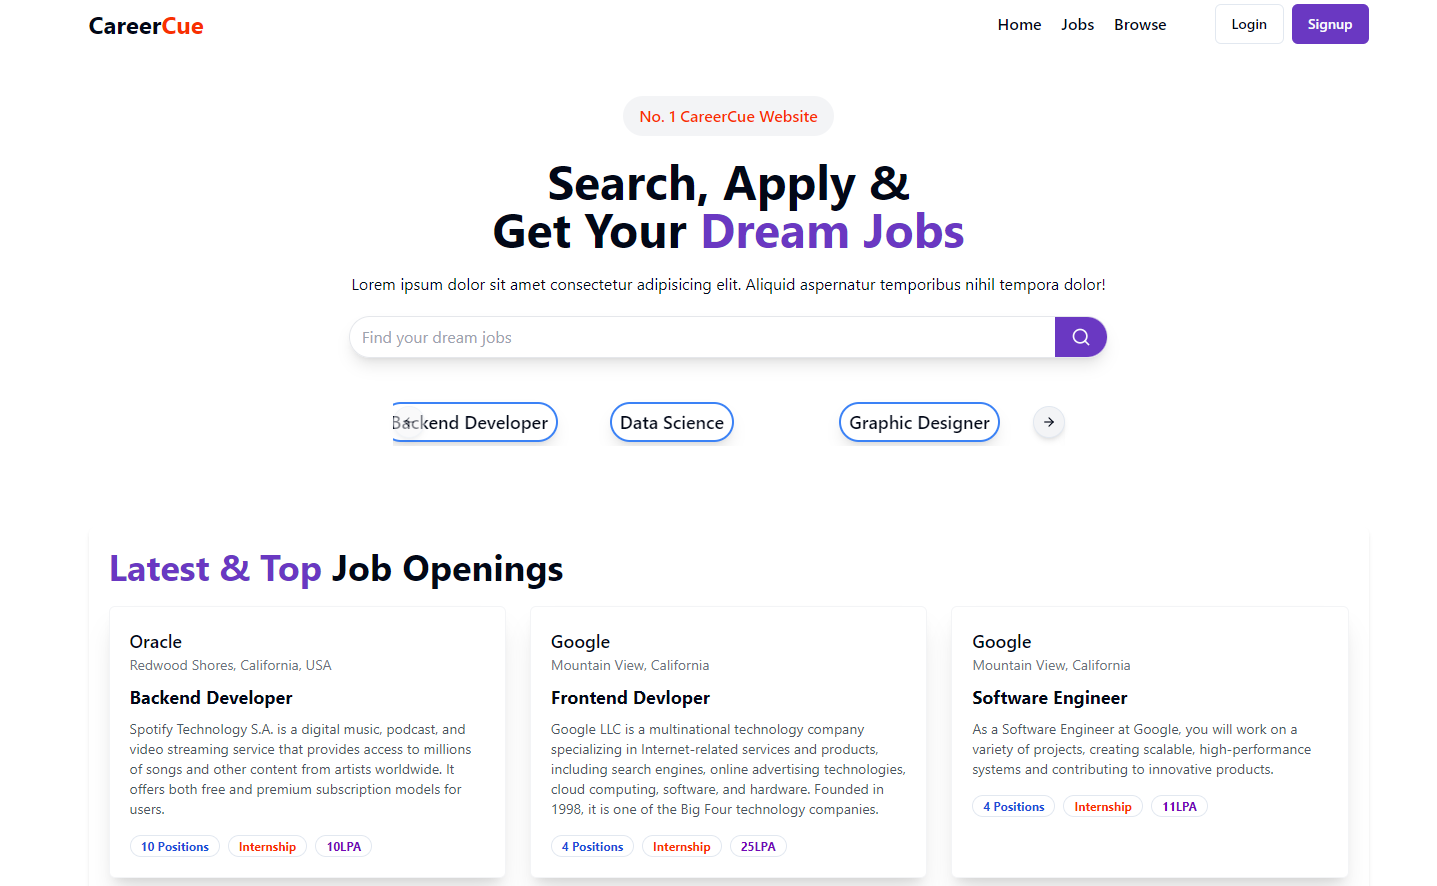 CareerCue
Home Jobs Browse Login Signup
No. 1 CareerCue Website
Search, Apply &
Get Your Dream Jobs
Lorem ipsum dolor sit amet consectetur adipisicing elit. Aliquid aspernatur temporibus nihil tempora dolor!
Find your dream jobs
Backend Developer
Data Science
Graphic Designer
Latest & Top Job Openings
Oracle
Redwood Shores, California, USA
Backend Developer
Spotify Technology S.A. is a digital music, podcast, and
video streaming service that provides access to millions
of songs and other content from artists worldwide. It
offers both free and premium subscription models for
users.
10 Positions Internship 10LPA
Google
Mountain View, California
Frontend Devloper
Google LLC is a multinational technology company
specializing in Internet-related services and products,
including search engines, online advertising technologies,
cloud computing, software, and hardware. Founded in
1998, it is one of the Big Four technology companies.
4 Positions Internship 25LPA
Google
Mountain View, California
Software Engineer
As a Software Engineer at Google, you will work on a
variety of projects, creating scalable, high-performance
systems and contributing to innovative products.
4 Positions Internship 11LPA